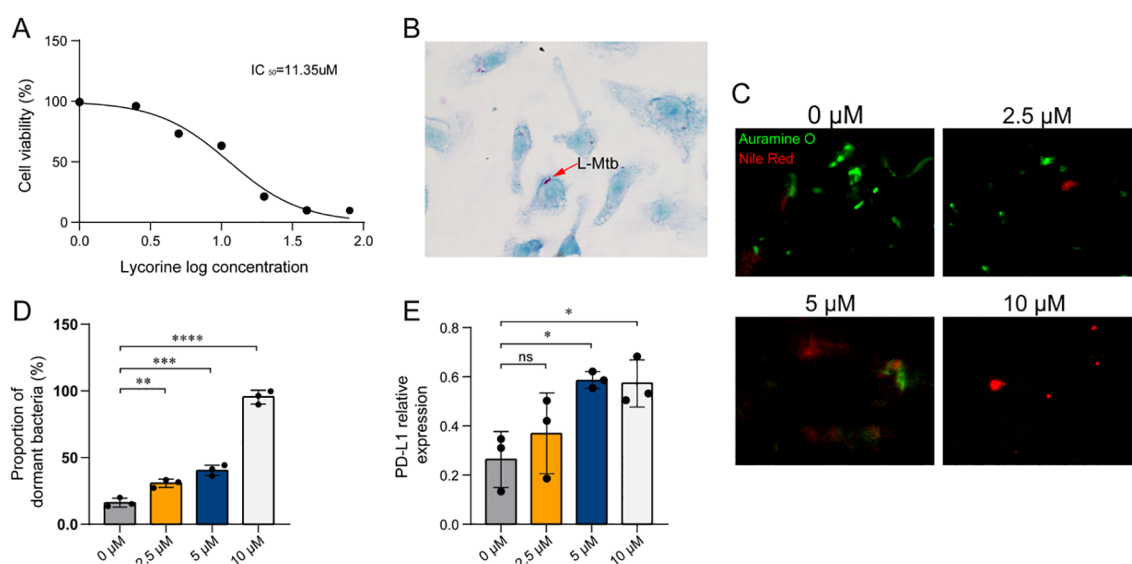 A
150
100
50
0
Cell viability (%)
IC 50=11.35uM
0.0 0.5 1.0 1.5 2.0
Lycorine log concentration
B
L-Mtb
C
0 μM
2.5 μM
Auramine O
Nile Red
5 μM
10 μM
D
150
100
50
0.0
Proportion of
dormant bacteria (%)
****
***
**
0 μM 2.5 μM 5 μM 10 μM
E
0.8
0.6
0.4
0.2
0.0
PD-L1 relative
expression
*
*
ns
0 μM 2.5 μM 5 μM 10 μM